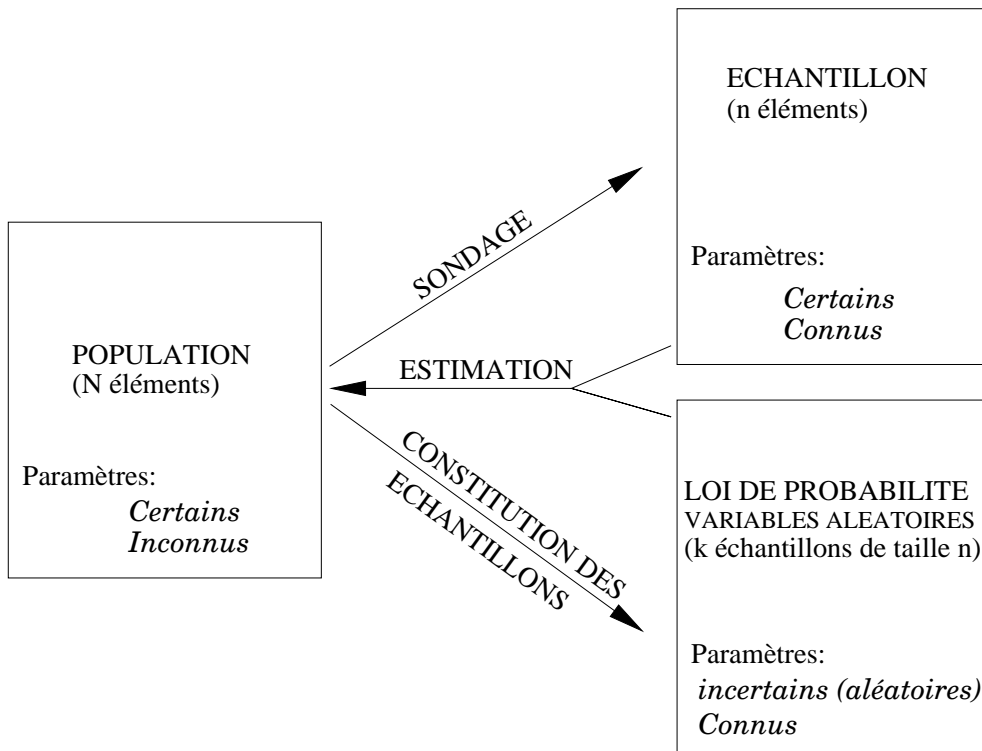 ECHANTILLON
(n éléments)
Paramètres:
Certains
Connus
SONDAGE
POPULATION
(N éléments)
Paramètres:
Certains
Inconnus
ESTIMATION
CONSTITUTION DES
ECHANTILLONS
LOI DE PROBABILITE
VARIABLES ALEATOIRES
(k échantillons de taille n)
Paramètres:
incertains (aléatoires)
Connus